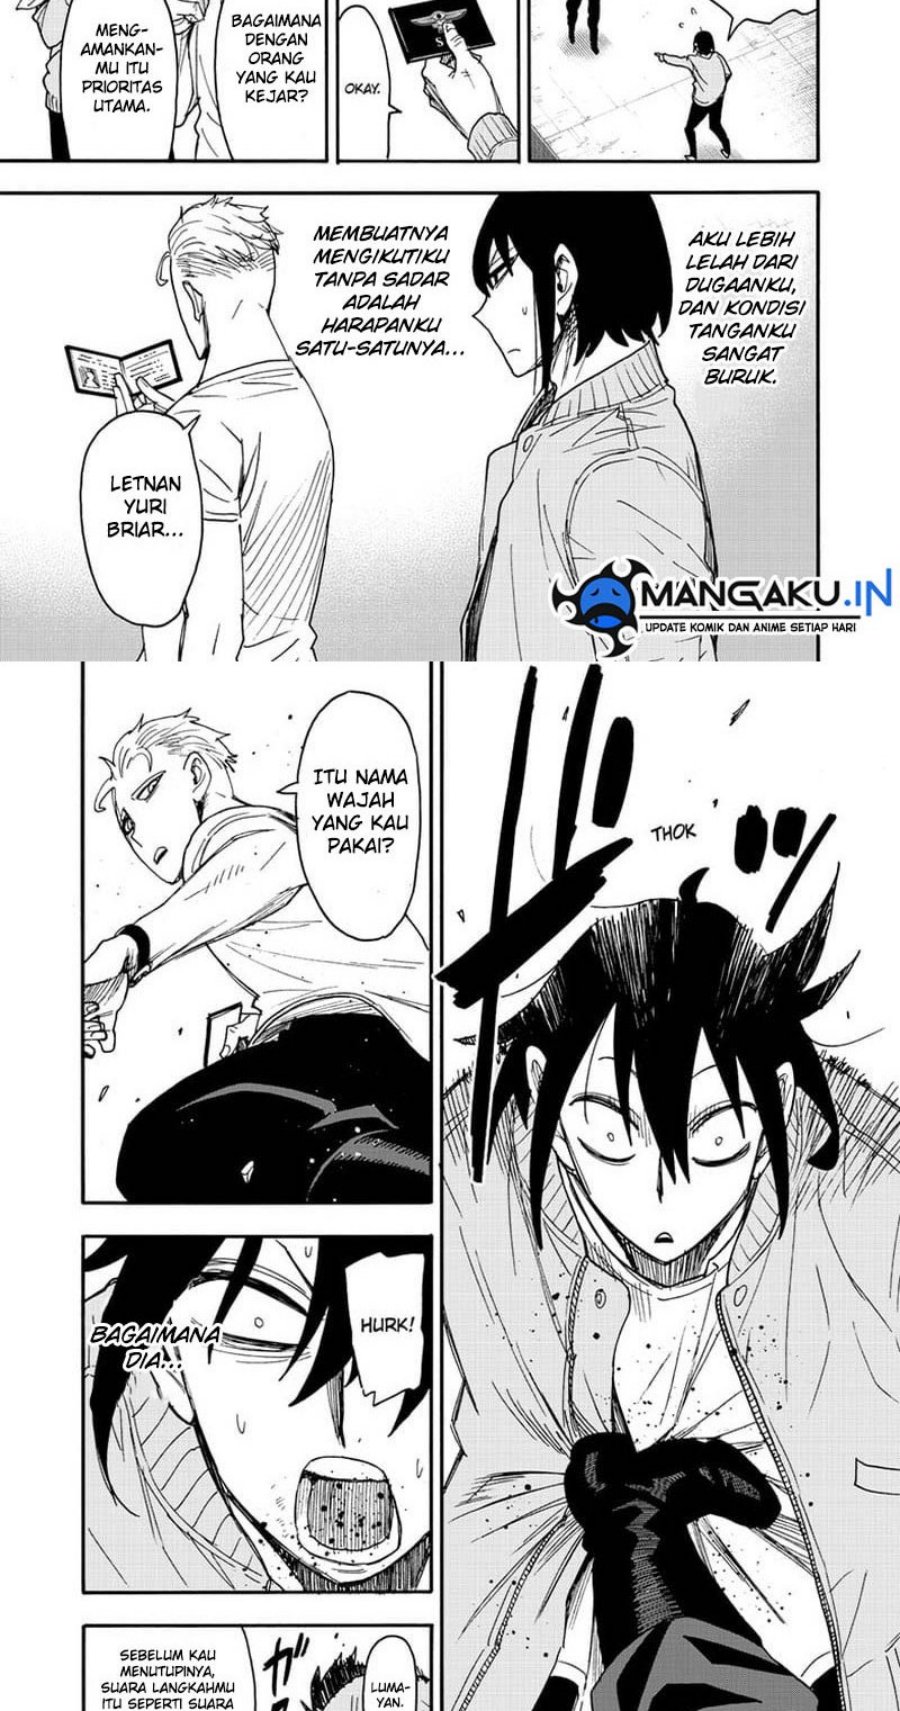 BAGAIMANA
DENGAN
ORANG
YANG KAU
KEJAR?
MENG-
AMANKAN-
MU ITU
PRIORITAS
UTAMA.
OKAY.
AKU LEBIH
LELAH DARI
DUGAANKU,
DAN KONDISI
TANGANKU
SANGAT
BURUK.
MEMBUATNYA
MENGIKUTIKU
TANPA SADAR
ADALAH
HARAPANKU
SATU-SATUNYA...
LETNAN
YURI
BRIAR...
MANGAKU.IN
UPDATE KOMIK DAN ANIME SETIAP HARI
THOK
ITU NAMA
WAJAH
YANG KAU
PAKAI?
HURK!
BAGAIMANA
DIA...
LUMA-
YAN.
SEBELUM KAU
MENUTUPINYA,
SUARA LANGKAHMU
ITU SEPERTI SUARA